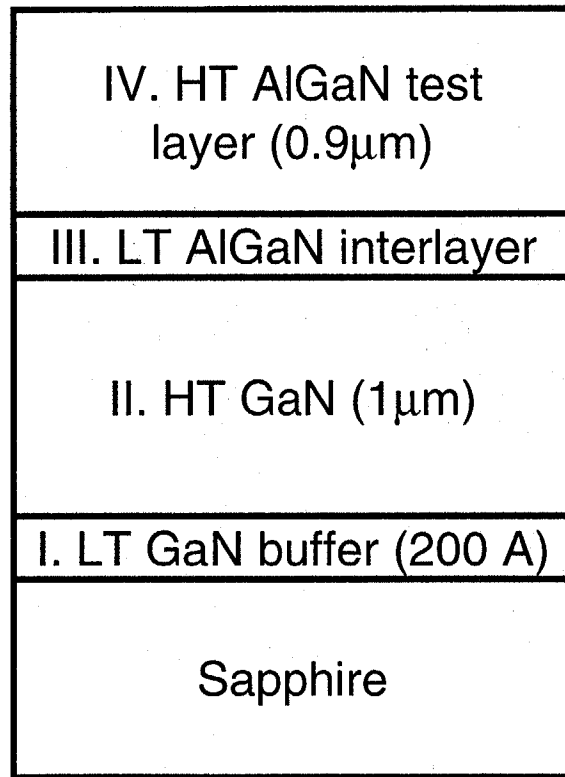 IV. HT AlGaN test
layer (0.9μm)
III. LT AlGaN interlayer
II. HT GaN (1μm)
I. LT GaN buffer (200 A)
Sapphire